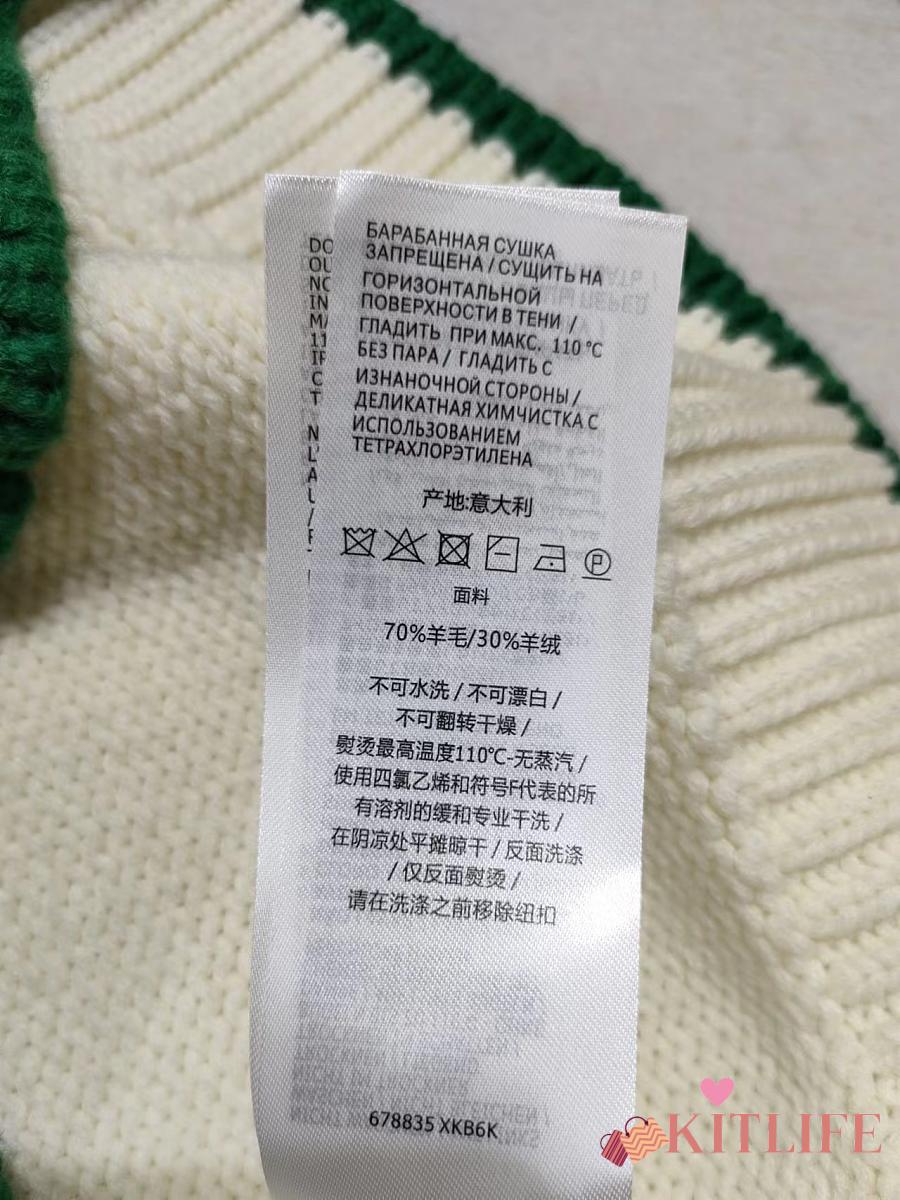 БАРАБАННАЯ СУШКА
ЗАПРЕЩЕНА / СУЩИТЬ НА
ГОРИЗОНТАЛЬНОЙ
ПОВЕРХНОСТИ В ТЕНИ /
ГЛАДИТЬ ПРИ МАКС. 110 °C
БЕЗ ПАРА / ГЛАДИТЬ С
ИЗНАНОЧНОЙ СТОРОНЫ /
ДЕЛИКАТНАЯ ХИМЧИСТКА С
ИСПОЛЬЗОВАНИЕМ
ТЕТРАХЛОРЭТИЛЕНА
产地:意大利
P
面料
70%羊毛/30%羊绒
不可水洗 / 不可漂白 /
不可翻转干燥 /
熨烫最高温度110℃-无蒸汽 /
使用四氯乙烯和符号F代表的所
有溶剂的缓和专业干洗 /
在阴凉处平摊晾干 / 反面洗涤
/ 仅反面熨烫 /
请在洗涤之前移除纽扣
678835 XKB6K
KITLIFE